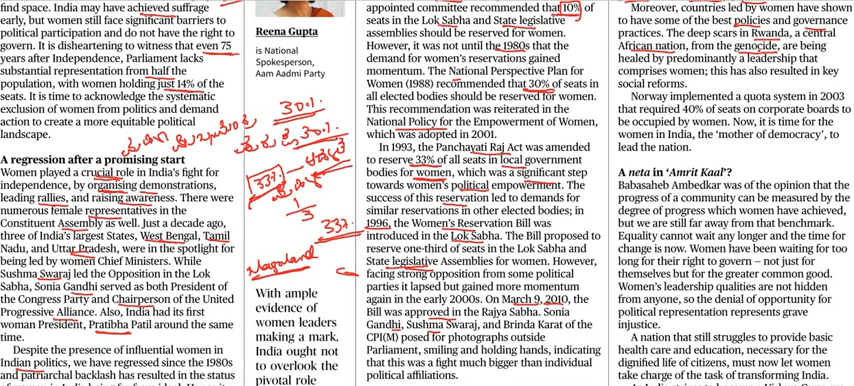 find space. India may have achieved suffrage
early, but women still face significant barriers to
political participation and do not have the right to
govern. It is disheartening to witness that even 75
years after Independence, Parliament lacks
substantial representation from half the
population, with women holding just 14% of the
seats. It is time to acknowledge the systematic
exclusion of women from politics and demand
action to create a more equitable political
landscape.
A regression after a promising start
Women played a crucial role in India's fight for
independence, by organising demonstrations,
leading rallies, and raising awareness. There were
numerous female representatives in the
Constituent Assembly as well. Just a decade ago,
three of India's largest States, West Bengal, Tamil
Nadu, and Uttar Pradesh, were in the spotlight for
being led by women Chief Ministers. While
Sushma Swaraj led the Opposition in the Lok
Sabha, Sonia Gandhi served as both President of
the Congress Party and Chairperson of the United
Progressive Alliance. Also, India had its first
woman President, Pratibha Patil around the same
time.
Despite the presence of influential women in
Indian politics, we have regressed since the 1980s
and patriarchal backlash has resulted in the status
Reena Gupta
is National
Spokesperson,
Aam Aadmi Party
30%
30%
33%
1/3
33%
Nagaland
With ample
evidence of
women leaders
making a mark,
India ought not
to overlook the
pivotal role
appointed committee recommended that 10% of
seats in the Lok Sabha and State legislative
assemblies should be reserved for women.
However, it was not until the 1980s that the
demand for women's reservations gained
momentum. The National Perspective Plan for
Women (1988) recommended that 30% of seats in
all elected bodies should be reserved for women.
This recommendation was reiterated in the
National Policy for the Empowerment of Women,
which was adopted in 2001.
In 1993, the Panchayati Raj Act was amended
to reserve 33% of all seats in local government
bodies for women, which was a significant step
towards women's political empowerment. The
success of this reservation led to demands for
similar reservations in other elected bodies; in
1996, the Women's Reservation Bill was
introduced in the Lok Sabha. The Bill proposed to
reserve one-third of seats in the Lok Sabha and
State legislative Assemblies for women. However,
facing strong opposition from some political
parties it lapsed but gained more momentum
again in the early 2000s. On March 9, 2010, the
Bill was approved in the Rajya Sabha. Sonia
Gandhi, Sushma Swaraj, and Brinda Karat of the
CPI(M) posed for photographs outside
Parliament, smiling and holding hands, indicating
that this was a fight much bigger than individual
political affiliations.
Moreover, countries led by women have shown
to have some of the best policies and governance
practices. The deep scars in Rwanda, a central
African nation, from the genocide, are being
healed by predominantly a leadership that
comprises women; this has also resulted in key
social reforms.
Norway implemented a quota system in 2003
that required 40% of seats on corporate boards to
be occupied by women. Now, it is time for the
women in India, the 'mother of democracy', to
lead the nation.
A neta in 'Amrit Kaal'?
Babasaheb Ambedkar was of the opinion that the
progress of a community can be measured by the
degree of progress which women have achieved,
but we are still far away from that benchmark.
Equality cannot wait any longer and the time for
change is now. Women have been waiting for too
long for their right to govern – not just for
themselves but for the greater common good.
Women's leadership qualities are not hidden
from anyone, so the denial of opportunity for
political representation represents grave
injustice.
A nation that still struggles to provide basic
health care and education, necessary for the
dignified life of citizens, must now let women
take charge of the task of transforming India.